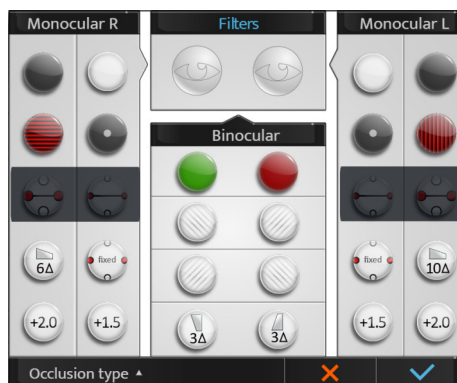 Monocular R
Filters
Monocular L
Binocular
6Δ
fixed
fixed
10Δ
+2.0
+1.5
3Δ
3Δ
+1.5
+2.0
Occlusion type ▲